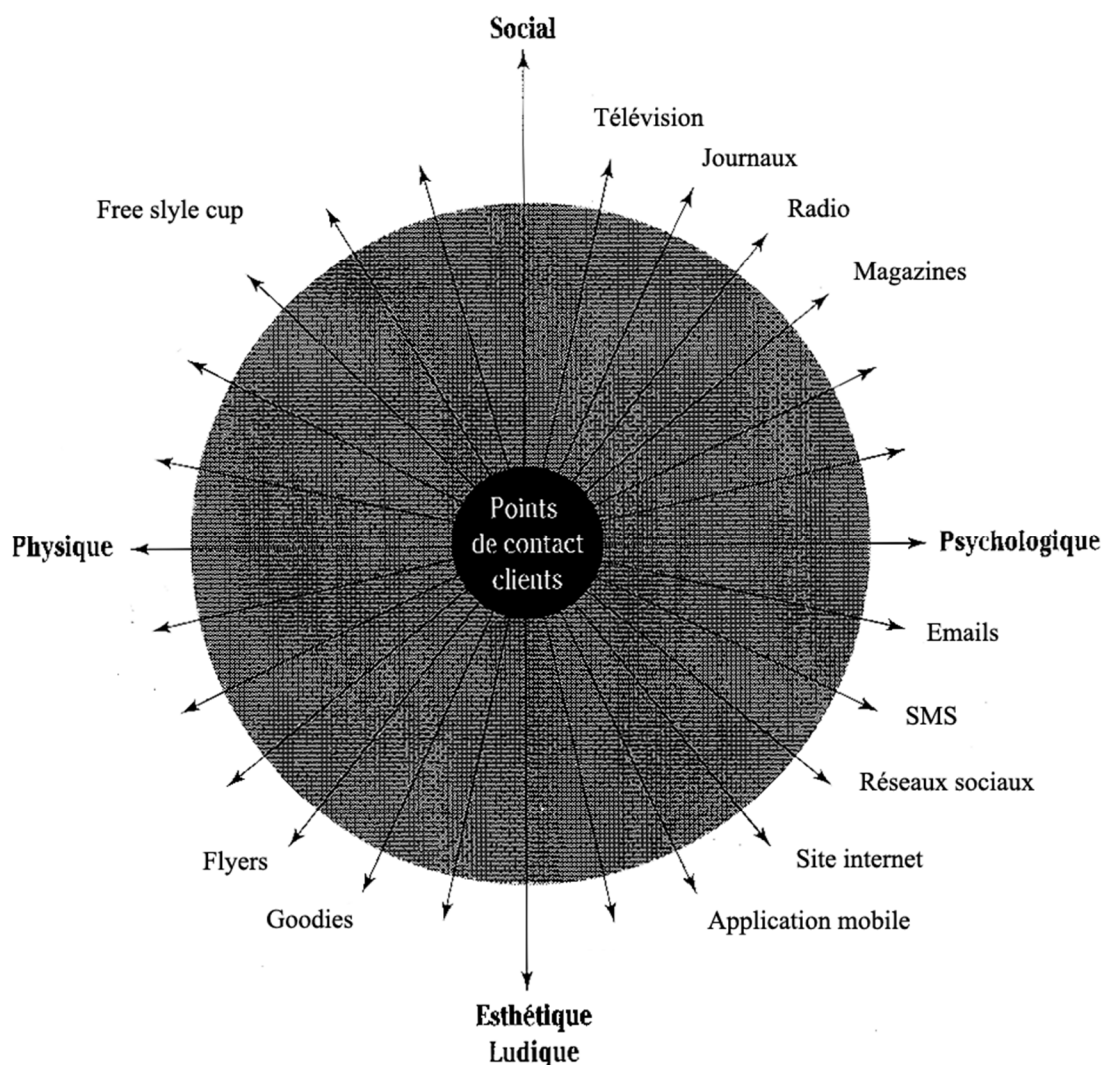 Social
Télévision
Journaux
Free slyle cup
Radio
Magazines
Points
de contact
clients
Physique
Psychologique
Emails
SMS
Réseaux sociaux
Flyers
Site internet
Goodies
Application mobile
Esthétique
Ludique